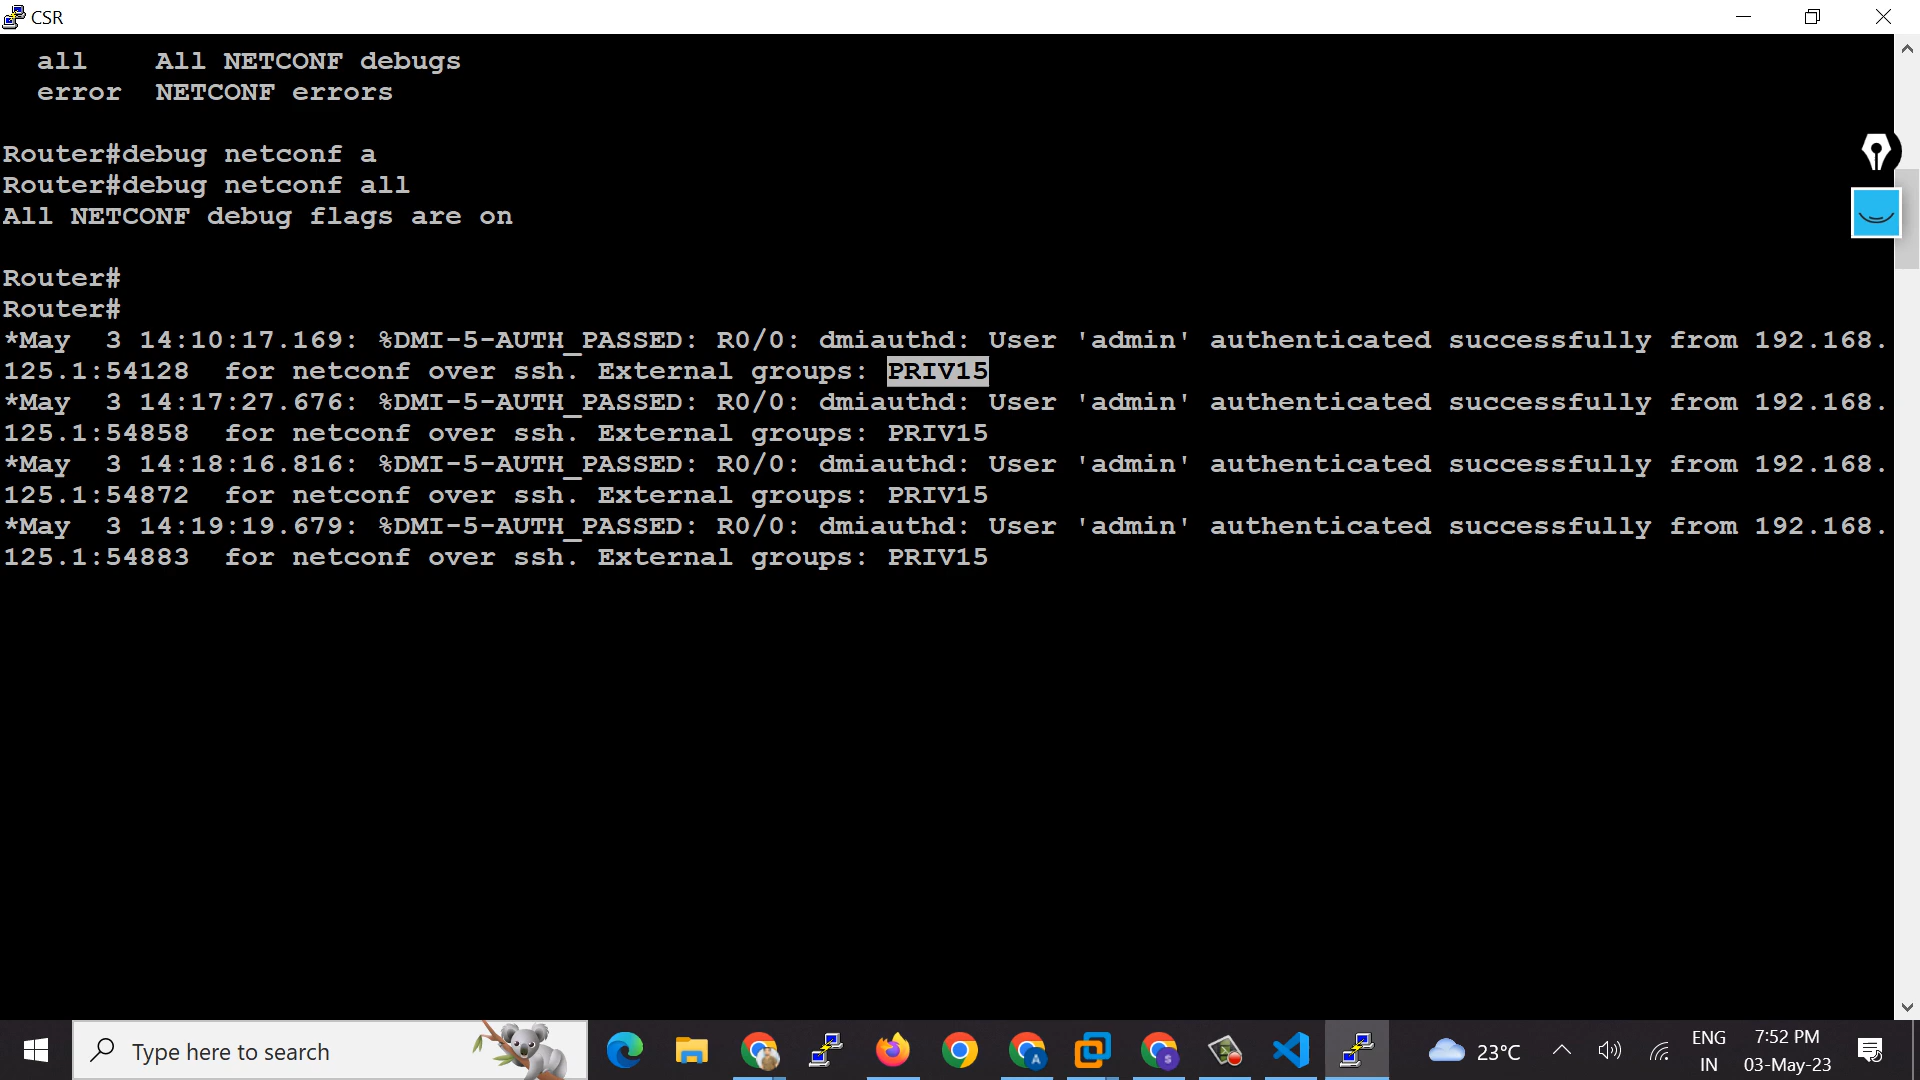 CSR
all    All NETCONF debugs
error  NETCONF errors
Router#debug netconf a
Router#debug netconf all
All NETCONF debug flags are on
Router#
Router#
*May  3 14:10:17.169: %DMI-5-AUTH_PASSED: R0/0: dmiauthd: User 'admin' authenticated successfully from 192.168.
125.1:54128  for netconf over ssh. External groups: PRIV15
*May  3 14:17:27.676: %DMI-5-AUTH_PASSED: R0/0: dmiauthd: User 'admin' authenticated successfully from 192.168.
125.1:54858  for netconf over ssh. External groups: PRIV15
*May  3 14:18:16.816: %DMI-5-AUTH_PASSED: R0/0: dmiauthd: User 'admin' authenticated successfully from 192.168.
125.1:54872  for netconf over ssh. External groups: PRIV15
*May  3 14:19:19.679: %DMI-5-AUTH_PASSED: R0/0: dmiauthd: User 'admin' authenticated successfully from 192.168.
125.1:54883  for netconf over ssh. External groups: PRIV15
Type here to search
A
S
23°C
ENG
IN
7:52 PM
03-May-23